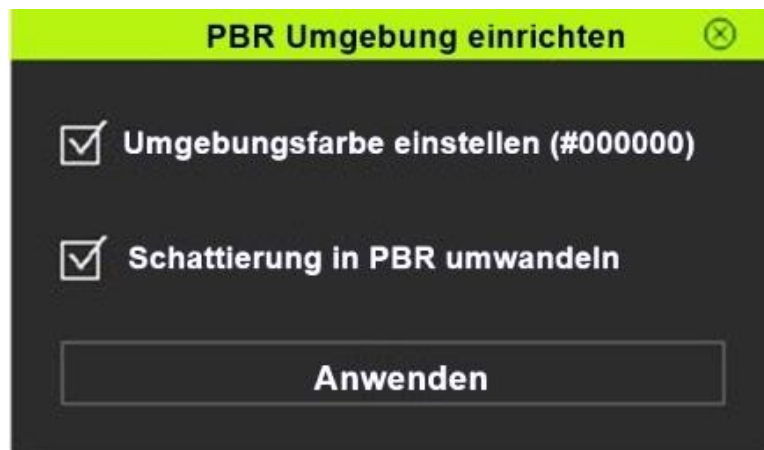 PBR Umgebung einrichten
Umgebungsfarbe einstellen (#000000)
Schattierung in PBR umwandeln
Anwenden